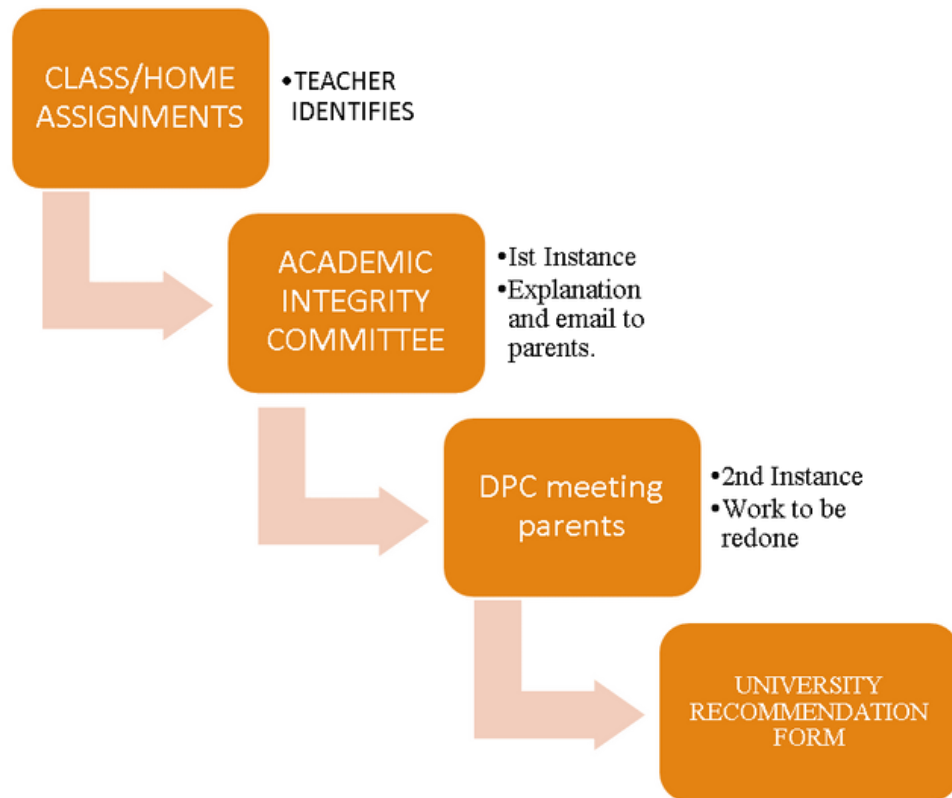 CLASS/HOME
ASSIGNMENTS
•TEACHER
IDENTIFIES
ACADEMIC
INTEGRITY
COMMITTEE
•Ist Instance
•Explanation
and email to
parents.
DPC meeting
parents
•2nd Instance
•Work to be
redone
UNIVERSITY
RECOMMENDATION
FORM